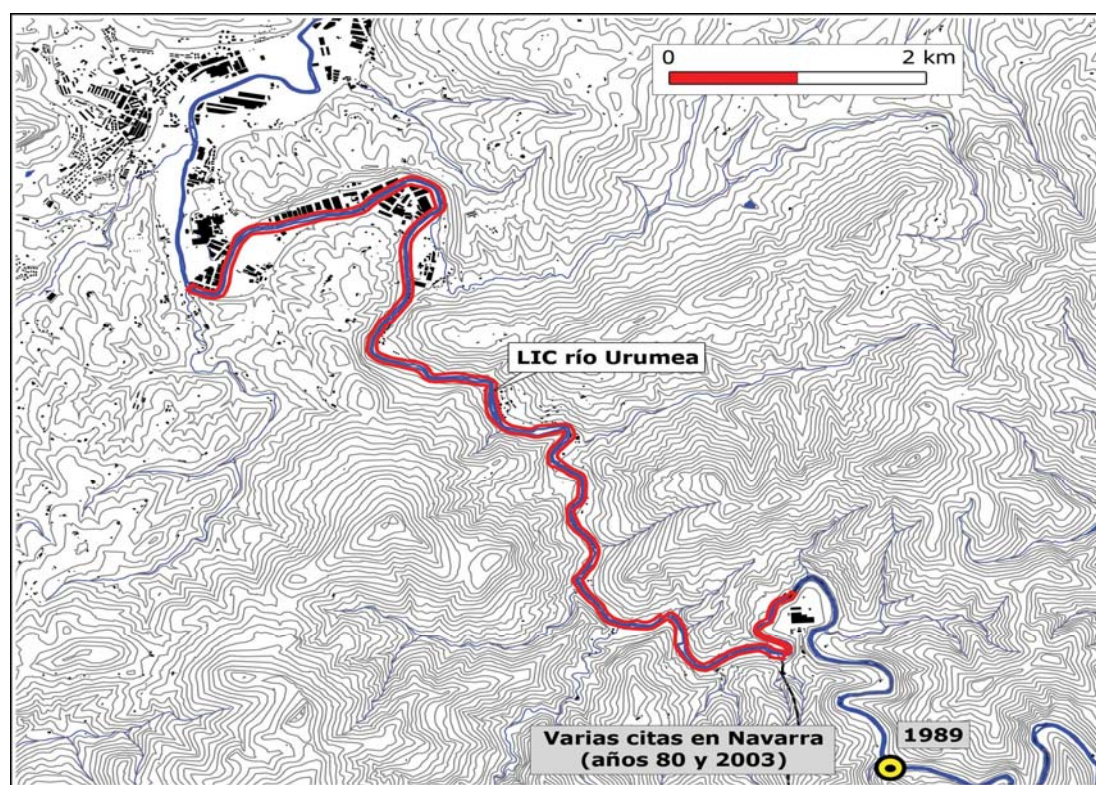 0 2 km
LIC río Urumea
Varias citas en Navarra
(años 80 y 2003)
1989